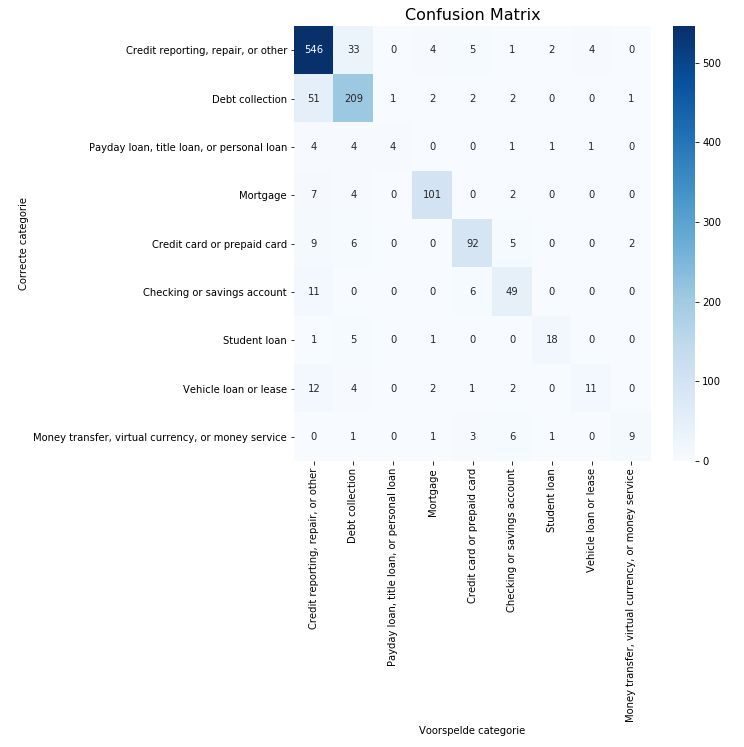 Confusion Matrix
Correcte categorie
Credit reporting, repair, or other 546 33 0 4 5 1 2 4 0
Debt collection 51 209 1 2 2 2 0 0 1
Payday loan, title loan, or personal loan 4 4 4 0 0 1 1 1 0
Mortgage 7 4 0 101 0 2 0 0 0
Credit card or prepaid card 9 6 0 0 92 5 0 0 2
Checking or savings account 11 0 0 0 6 49 0 0 0
Student loan 1 5 0 1 0 0 18 0 0
Vehicle loan or lease 12 4 0 2 1 2 0 11 0
Money transfer, virtual currency, or money service 0 1 0 1 3 6 1 0 9
Credit reporting, repair, or other
Debt collection
Payday loan, title loan, or personal loan
Mortgage
Credit card or prepaid card
Checking or savings account
Student loan
Vehicle loan or lease
Money transfer, virtual currency, or money service
Voorspelde categorie
500
400
300
200
100
0